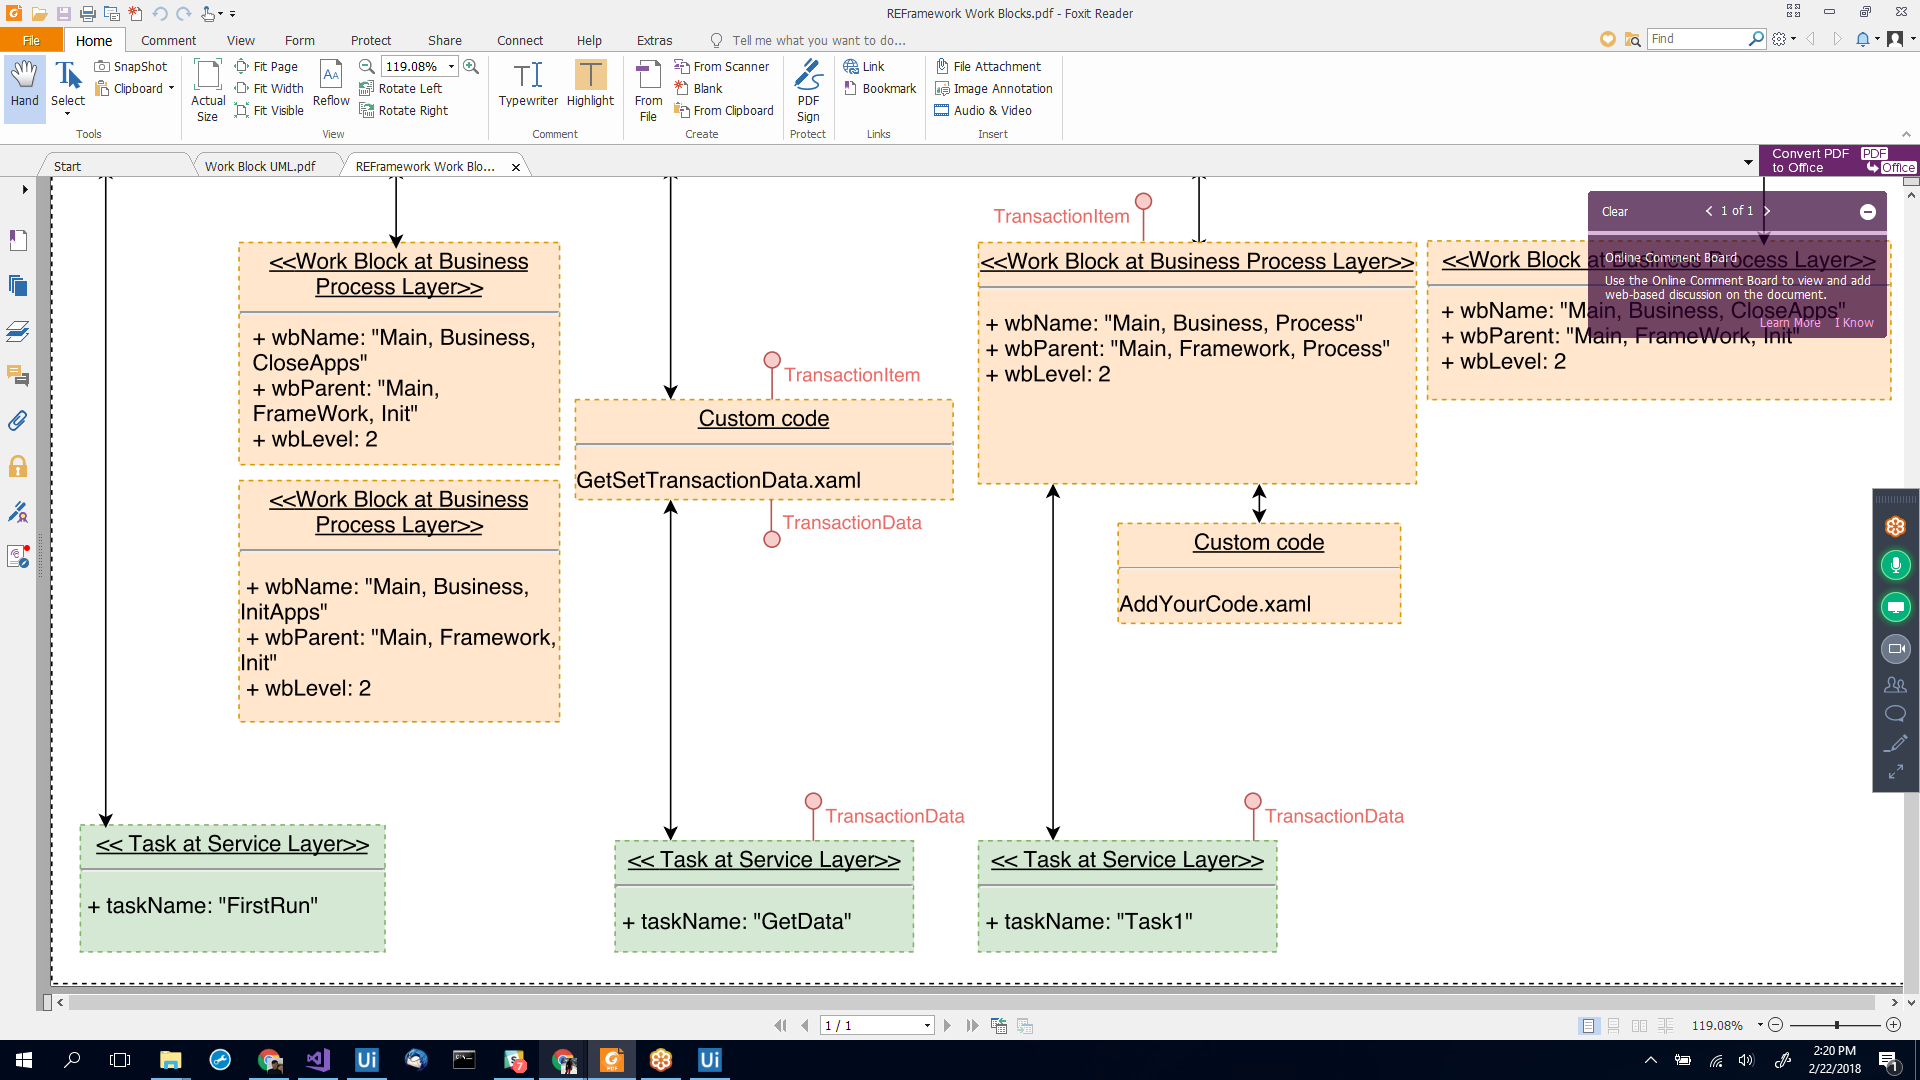 REFramework Work Blocks.pdf - Foxit Reader
File
Home
Comment
View
Form
Protect
Share
Connect
Help
Extras
Tell me what you want to do...
Find
Hand
Select
SnapShot
Clipboard
Tools
Actual
Size
Fit Page
Fit Width
Fit Visible
Reflow
119.08%
Rotate Left
Rotate Right
View
Typewriter
Highlight
Comment
From
File
From Scanner
Blank
From Clipboard
Create
PDF
Sign
Protect
Link
Bookmark
Links
File Attachment
Image Annotation
Audio & Video
Insert
Start
Work Block UML.pdf
REFramework Work Blo...
Convert PDF
to Office
PDF
Office
Clear
1 of 1
Online Comment Board
Use the Online Comment Board to view and add
web-based discussion on the document.
Learn More
I Know
<<Work Block at Business
Process Layer>>
+ wbName: "Main, Business,
CloseApps"
+ wbParent: "Main,
FrameWork, Init"
+ wbLevel: 2
<<Work Block at Business
Process Layer>>
+ wbName: "Main, Business,
InitApps"
+ wbParent: "Main, Framework,
Init"
+ wbLevel: 2
TransactionItem
Custom code
GetSetTransactionData.xaml
TransactionData
TransactionItem
<<Work Block at Business Process Layer>>
+ wbName: "Main, Business, Process"
+ wbParent: "Main, Framework, Process"
+ wbLevel: 2
Custom code
AddYourCode.xaml
<<Work Block at Business Process Layer>>
+ wbName: "Main, Business, CloseApps"
+ wbParent: "Main, FrameWork, Init"
+ wbLevel: 2
<< Task at Service Layer>>
+ taskName: "FirstRun"
TransactionData
<< Task at Service Layer>>
+ taskName: "GetData"
TransactionData
<< Task at Service Layer>>
+ taskName: "Task1"
1 / 1
119.08%
Ui
7
PDF
Ui
2:20 PM
2/22/2018
1